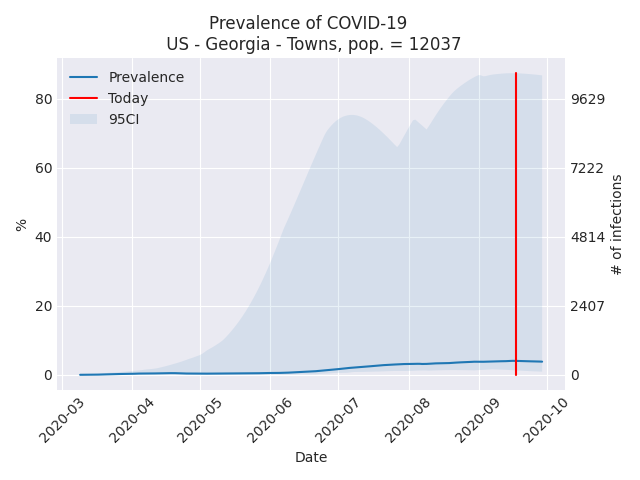 Prevalence of COVID-19
US - Georgia - Towns, pop. = 12037
Prevalence
Today
95CI
80
60
40
20
0
%
9629
7222
4814
2407
0
# of infections
2020-03
2020-04
2020-05
2020-06
2020-07
2020-08
2020-09
2020-10
Date